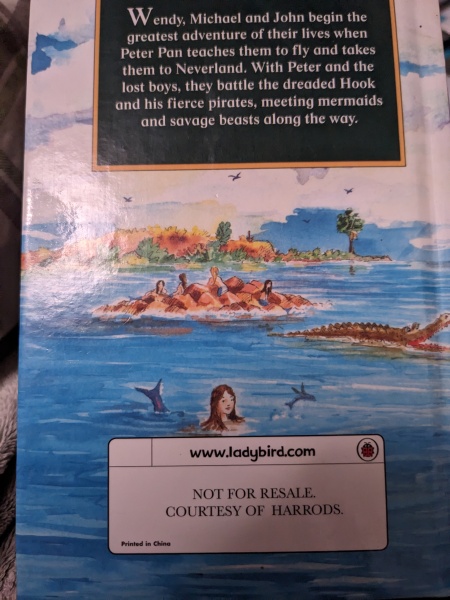 Wendy, Michael and John begin the
greatest adventure of their lives when
Peter Pan teaches them to fly and takes
them to Neverland. With Peter and the
lost boys, they battle the dreaded Hook
and his fierce pirates, meeting mermaids
and savage beasts along the way.
www.ladybird.com
NOT FOR RESALE.
COURTESY OF HARRODS.
Printed in China